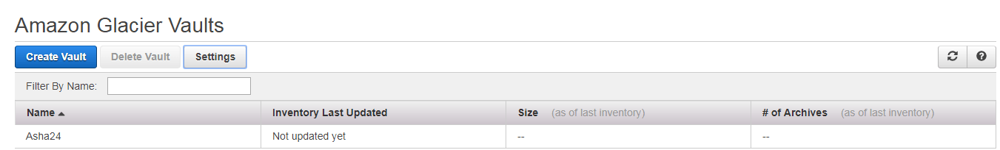 Amazon Glacier Vaults
Create Vault Delete Vault Settings
Filter By Name:
Name Inventory Last Updated Size (as of last inventory) # of Archives (as of last inventory)
Asha24 Not updated yet -- --